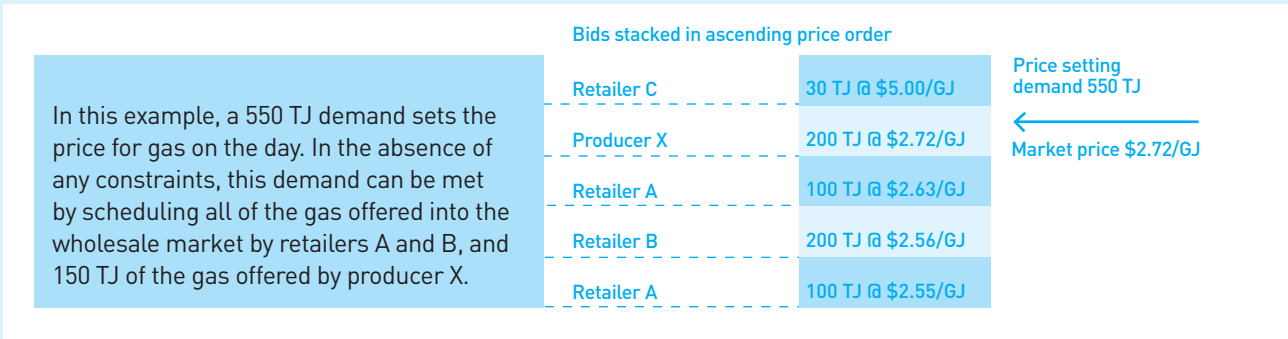 Bids stacked in ascending price order
In this example, a 550 TJ demand sets the
price for gas on the day. In the absence of
any constraints, this demand can be met
by scheduling all of the gas offered into the
wholesale market by retailers A and B, and
150 TJ of the gas offered by producer X.
Retailer C 30 TJ @ $5.00/GJ
Producer X 200 TJ @ $2.72/GJ
Retailer A 100 TJ @ $2.63/GJ
Retailer B 200 TJ @ $2.56/GJ
Retailer A 100 TJ @ $2.55/GJ
Price setting
demand 550 TJ
Market price $2.72/GJ